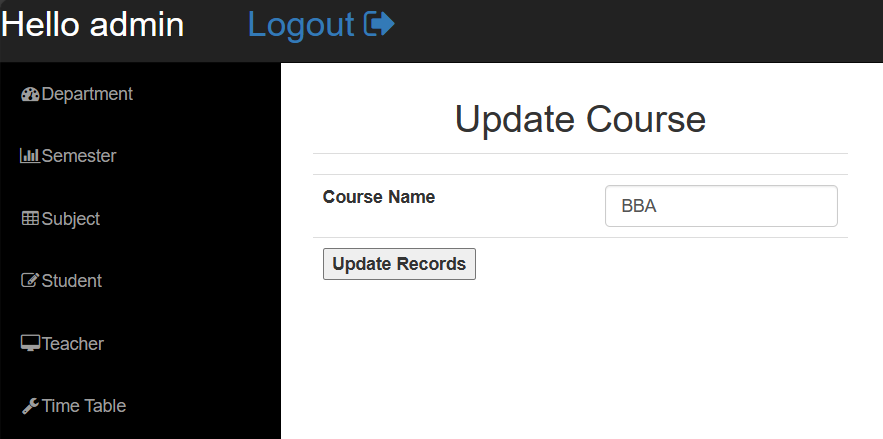 Hello admin Logout
Department
Semester
Subject
Student
Teacher
Time Table
Update Course
Course Name BBA
Update Records